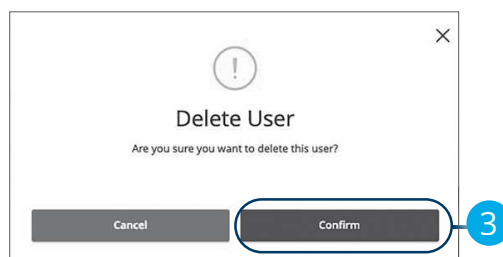 !
Delete User
Are you sure you want to delete this user?
Cancel Confirm 3